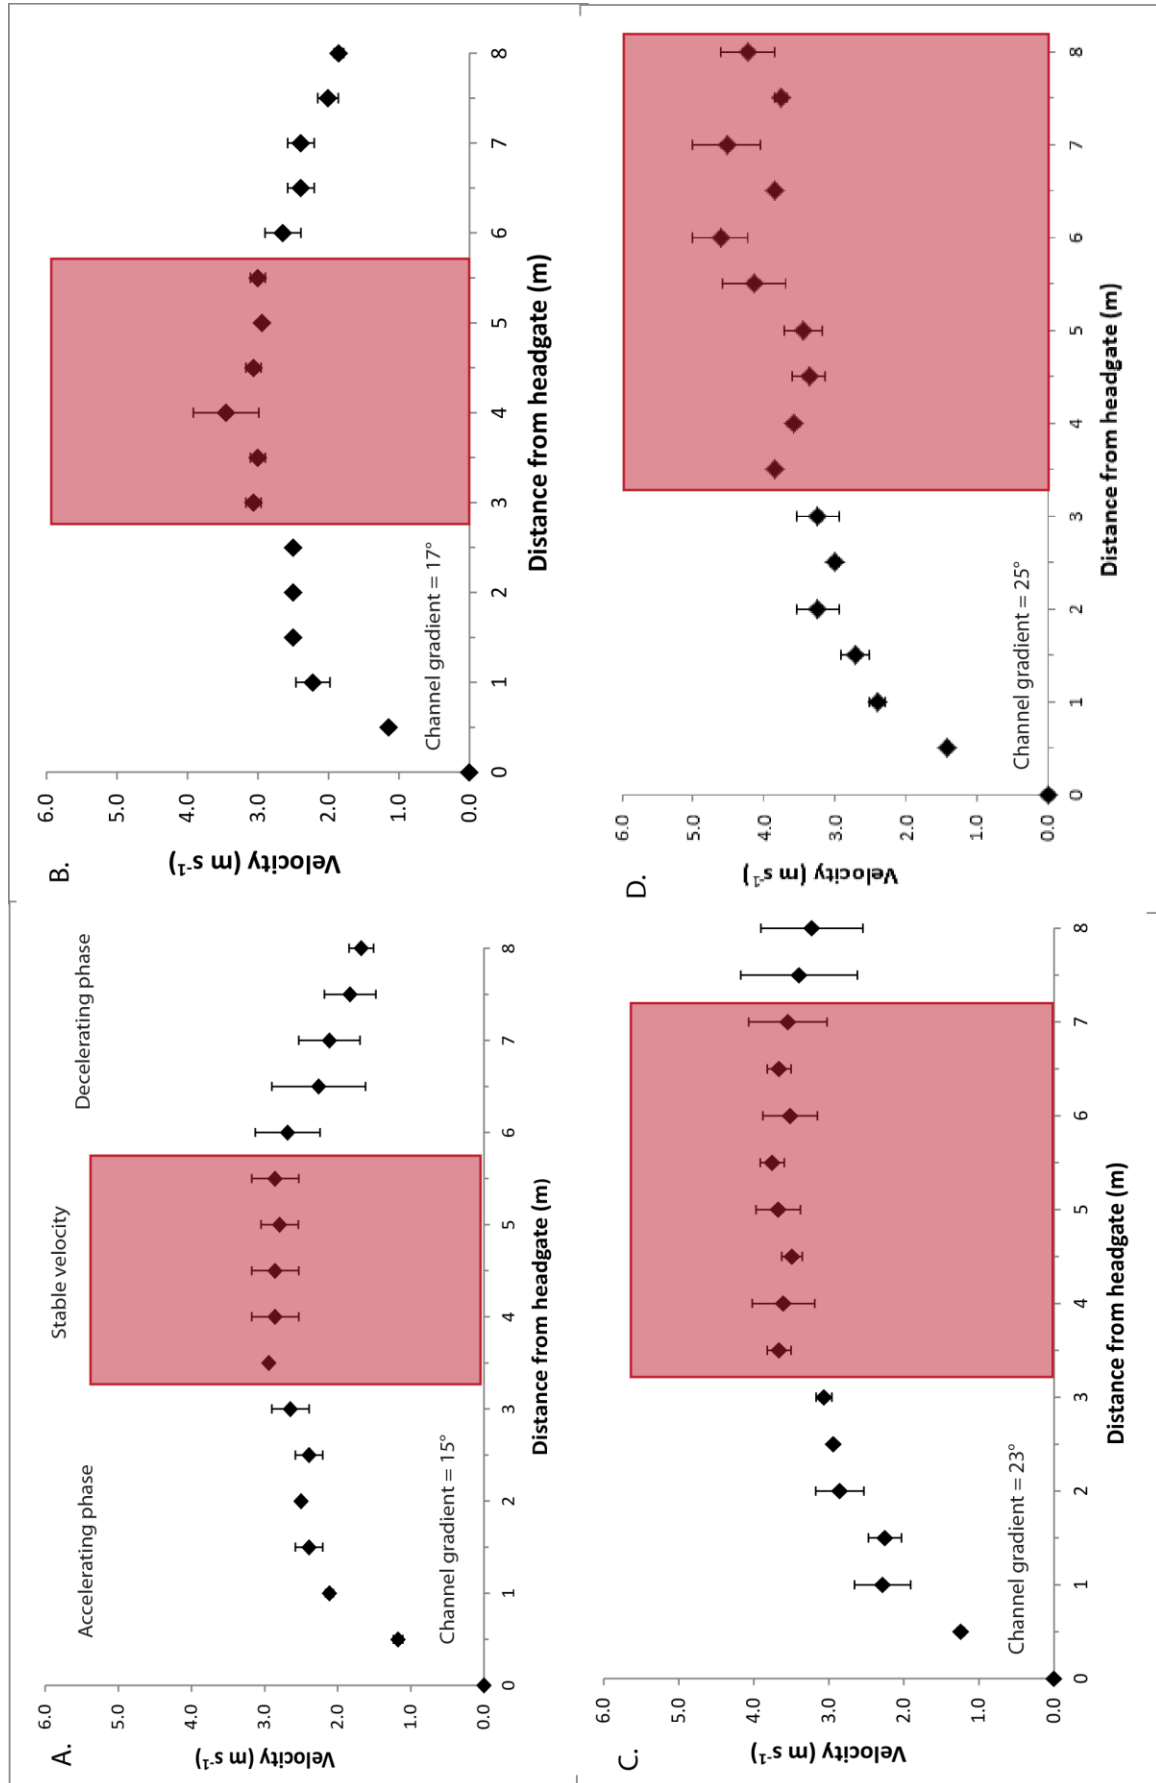 A.
Accelerating phase
Stable velocity
Decelerating phase
Velocity (m s⁻¹)
6.0
5.0
4.0
3.0
2.0
1.0
0.0
Channel gradient = 15°
0 1 2 3 4 5 6 7 8
Distance from headgate (m)
B.
Velocity (m s⁻¹)
6.0
5.0
4.0
3.0
2.0
1.0
0.0
Channel gradient = 17°
0 1 2 3 4 5 6 7 8
Distance from headgate (m)
C.
Velocity (m s⁻¹)
6.0
5.0
4.0
3.0
2.0
1.0
0.0
Channel gradient = 23°
0 1 2 3 4 5 6 7 8
Distance from headgate (m)
D.
Velocity (m s⁻¹)
6.0
5.0
4.0
3.0
2.0
1.0
0.0
Channel gradient = 25°
0 1 2 3 4 5 6 7 8
Distance from headgate (m)